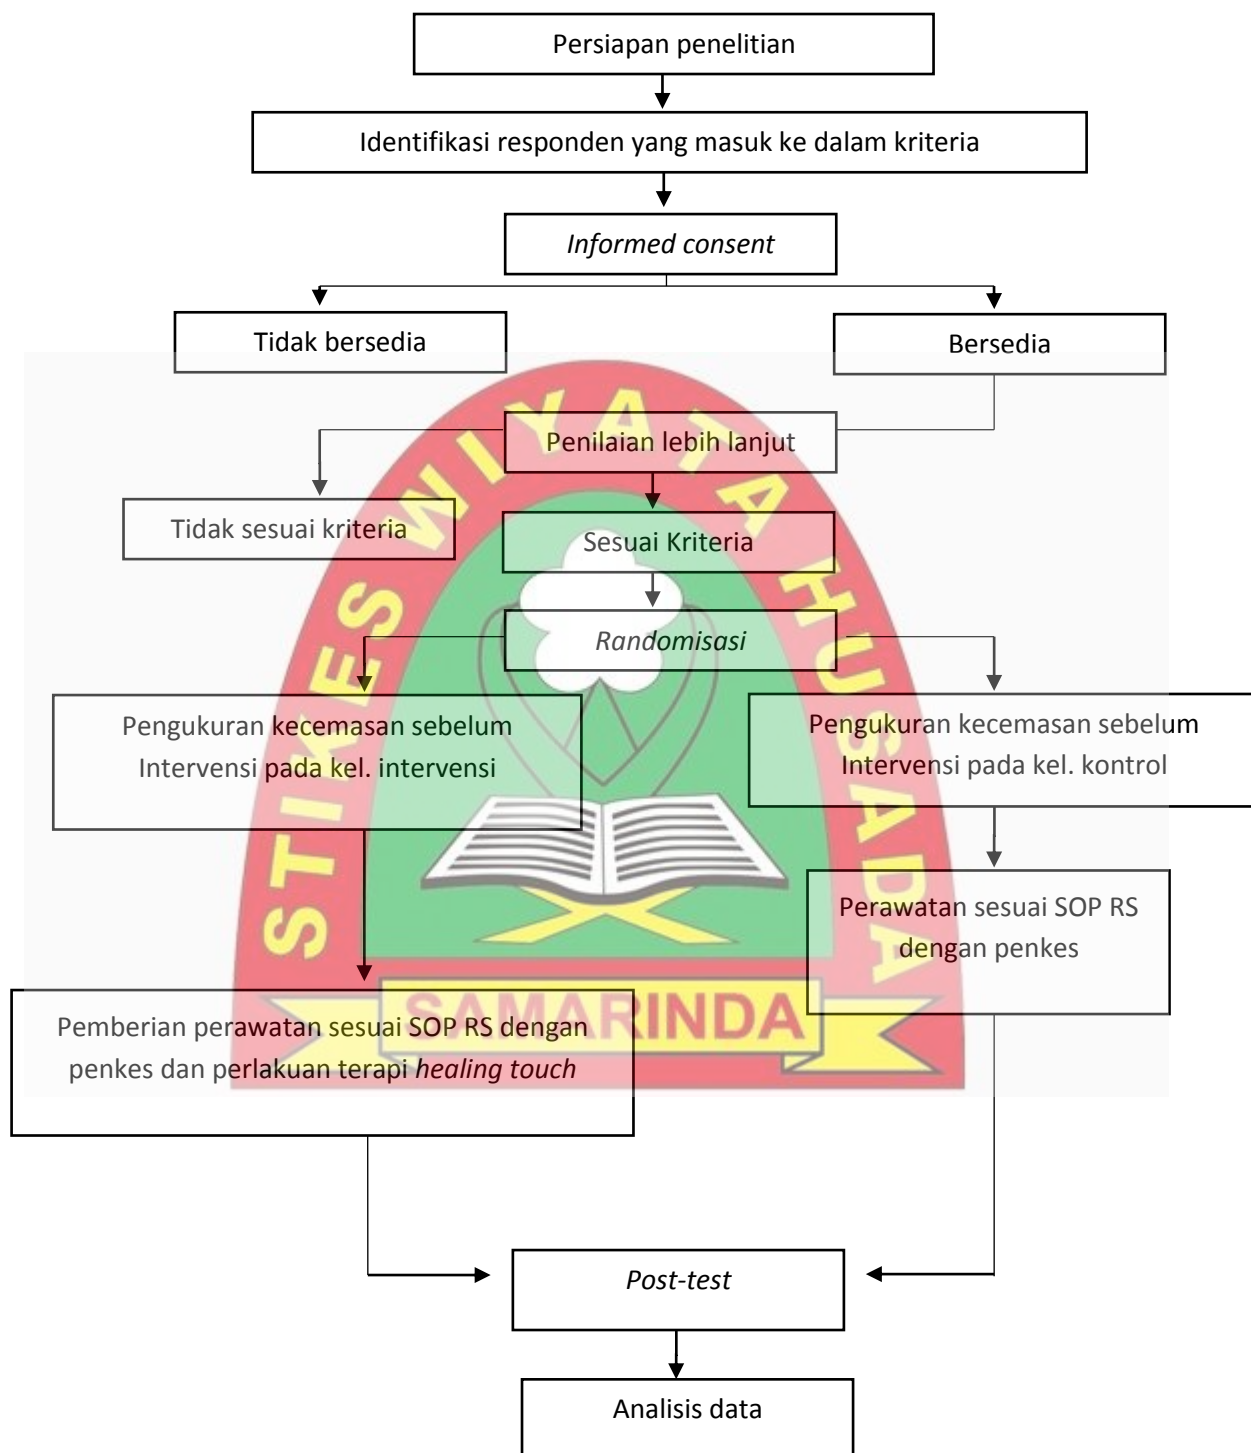 Persiapan penelitian
Identifikasi responden yang masuk ke dalam kriteria
Informed consent
Tidak bersedia
Bersedia
Penilaian lebih lanjut
Tidak sesuai kriteria
Sesuai Kriteria
Randomisasi
Pengukuran kecemasan sebelum
Intervensi pada kel. intervensi
Pengukuran kecemasan sebelum
Intervensi pada kel. kontrol
Perawatan sesuai SOP RS
dengan penkes
Pemberian perawatan sesuai SOP RS dengan
penkes dan perlakuan terapi healing touch
Post-test
Analisis data
STIKES WIYATA HUSADA
SAMARINDA